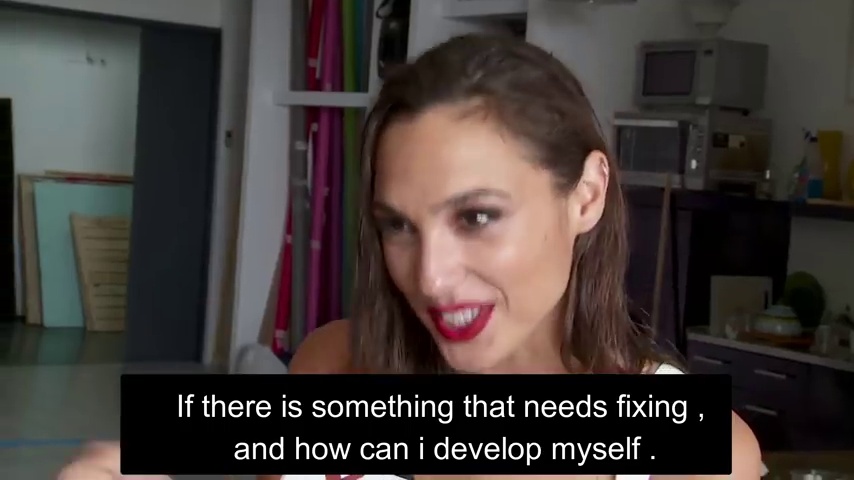 If there is something that needs fixing ,
and how can i develop myself .